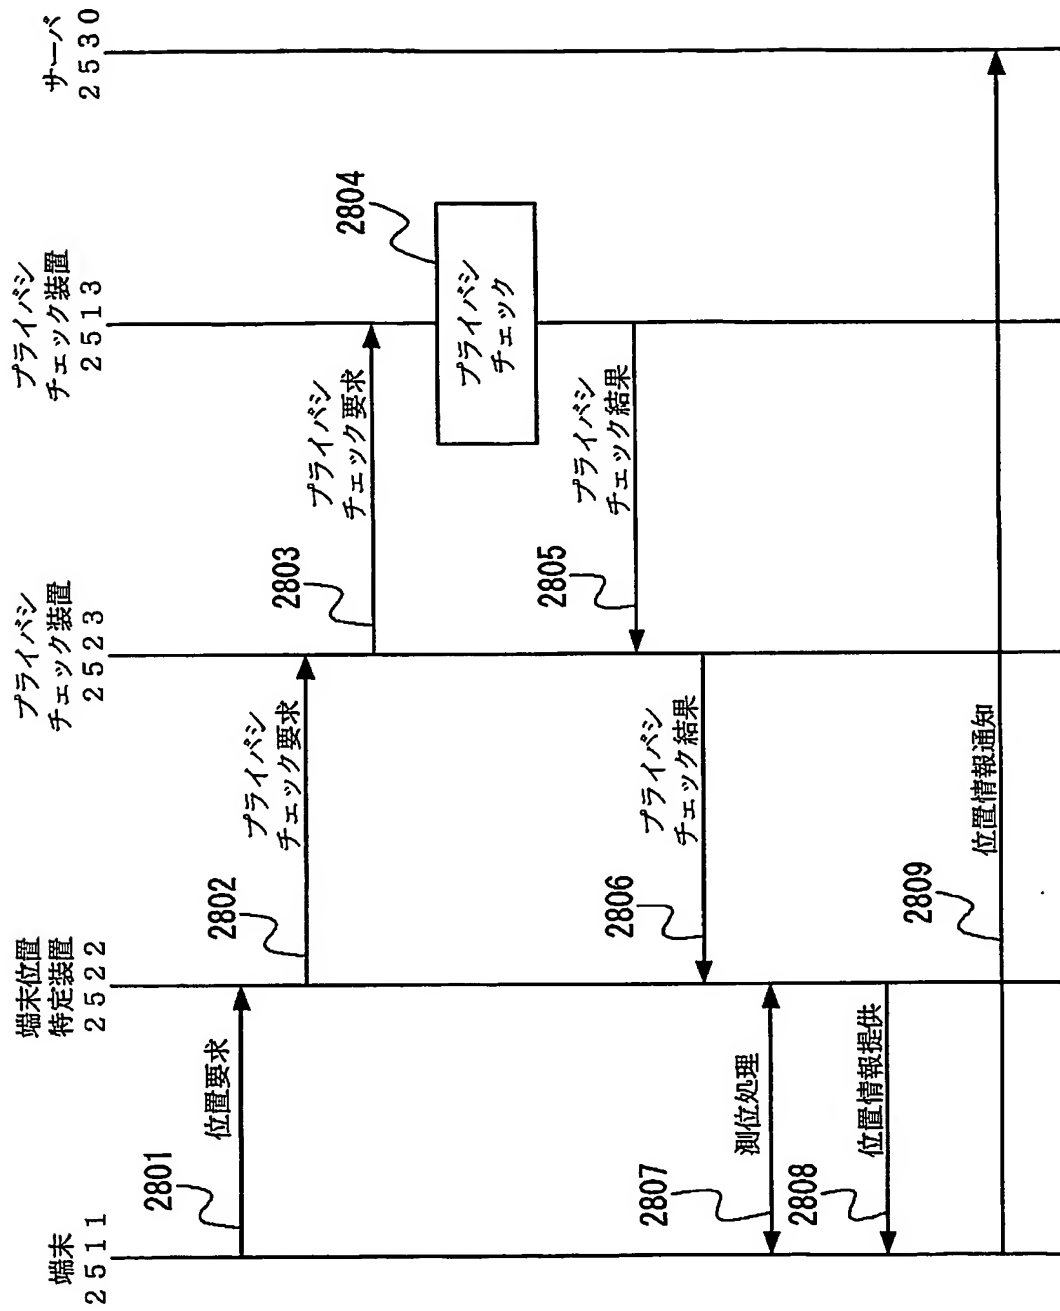 端末
2511
端末位置
特定装置
2522
プライバシ
チェック装置
2523
プライバシ
チェック装置
2513
サーバ
2530
2801
位置要求
2802
プライバシ
チェック要求
2803
プライバシ
チェック要求
2804
プライバシ
チェック
2805
プライバシ
チェック結果
2806
プライバシ
チェック結果
2807
測位処理
2808
位置情報提供
2809
位置情報通知